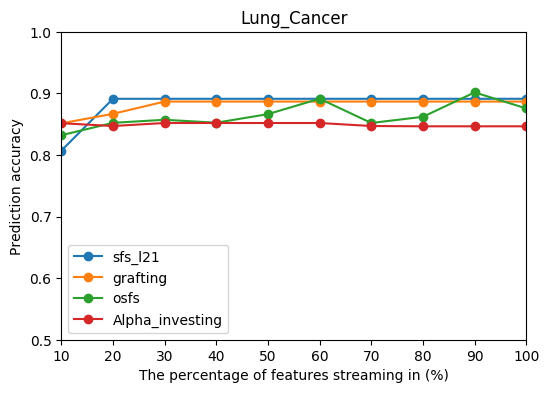 Lung_Cancer
1.0
0.9
0.8
0.7
0.6
0.5
Prediction accuracy
sfs_l21
grafting
osfs
Alpha_investing
10 20 30 40 50 60 70 80 90 100
The percentage of features streaming in (%)